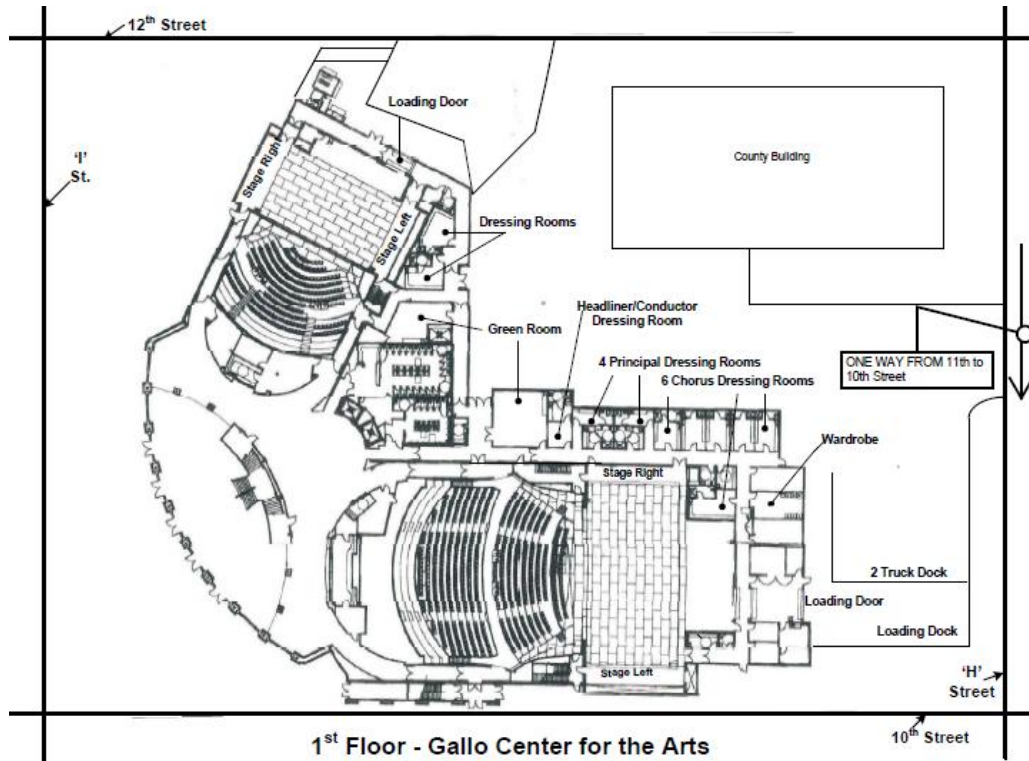 12th Street
Loading Door
'I'
St.
Stage Right
Stage Left
County Building
Dressing Rooms
Headliner/Conductor
Dressing Room
Green Room
4 Principal Dressing Rooms
6 Chorus Dressing Rooms
ONE WAY FROM 11th to
10th Street
Wardrobe
Stage Right
2 Truck Dock
Loading Door
Loading Dock
Stage Left
'H'
Street
10th Street
1st Floor - Gallo Center for the Arts